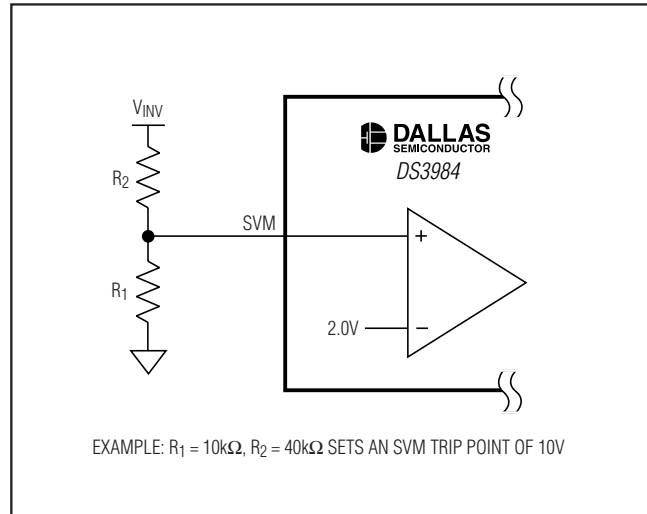 V_INV
DALLAS
SEMICONDUCTOR
DS3984
R₂
SVM
+
R₁
2.0V
−
EXAMPLE: R₁ = 10kΩ, R₂ = 40kΩ SETS AN SVM TRIP POINT OF 10V